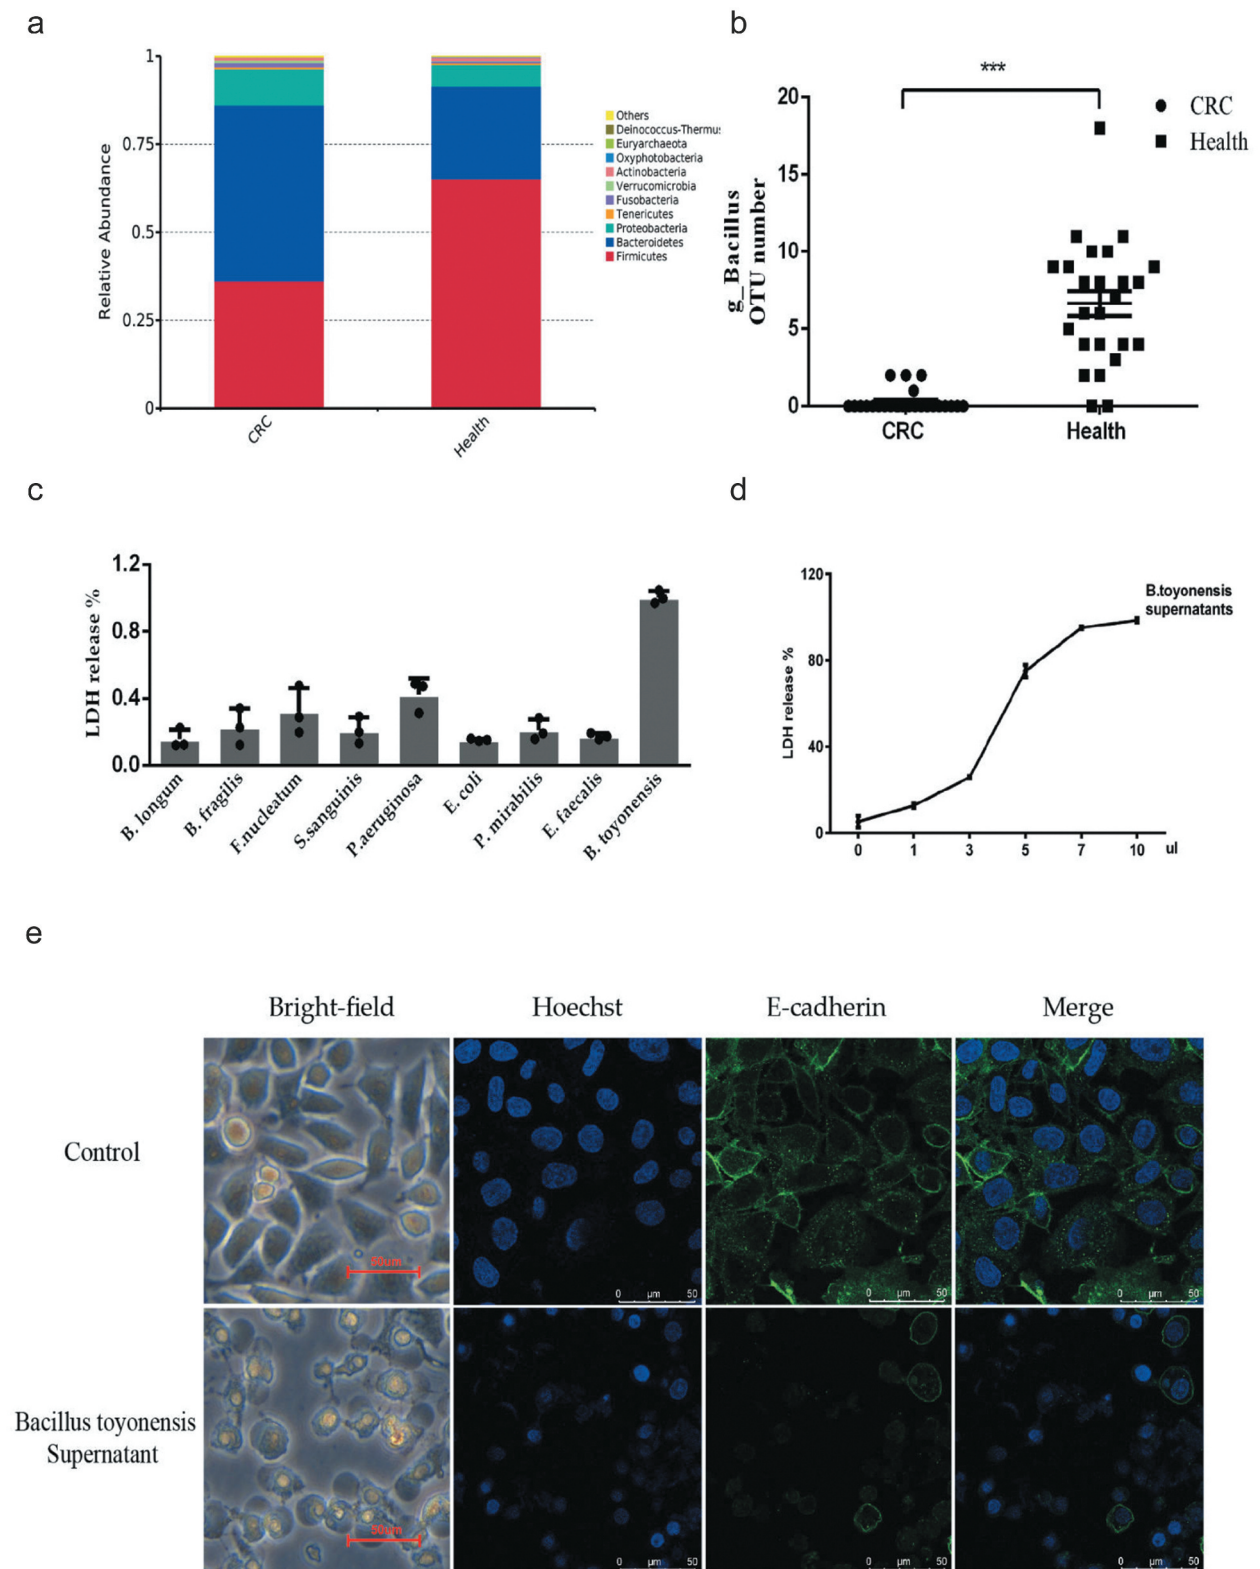 a
1
0.75
0.5
0.25
0
Relative Abundance
CRC
Health
Others
Deinococcus-Thermu
Euryarchaeota
Oxyphotobacteria
Actinobacteria
Verrucomicrobia
Fusobacteria
Tenericutes
Proteobacteria
Bacteroidetes
Firmicutes
b
***
20
15
10
5
0
g_Bacillus
OTU number
CRC
Health
CRC
Health
c
1.2
0.8
0.4
0.0
LDH release %
B. longum
B. fragilis
F.nucleatum
S.sanguinis
P.aeruginosa
E. coli
P. mirabilis
E. faecalis
B. toyonensis
d
120
80
40
0
LDH release %
0 1 3 5 7 10 ul
B.toyonensis
supernatants
e
Bright-field Hoechst E-cadherin Merge
Control
50um
0 µm 50
0 µm 50
0 µm 50
Bacillus toyonensis
Supernatant
50um
0 µm 50
0 µm 50
0 µm 50